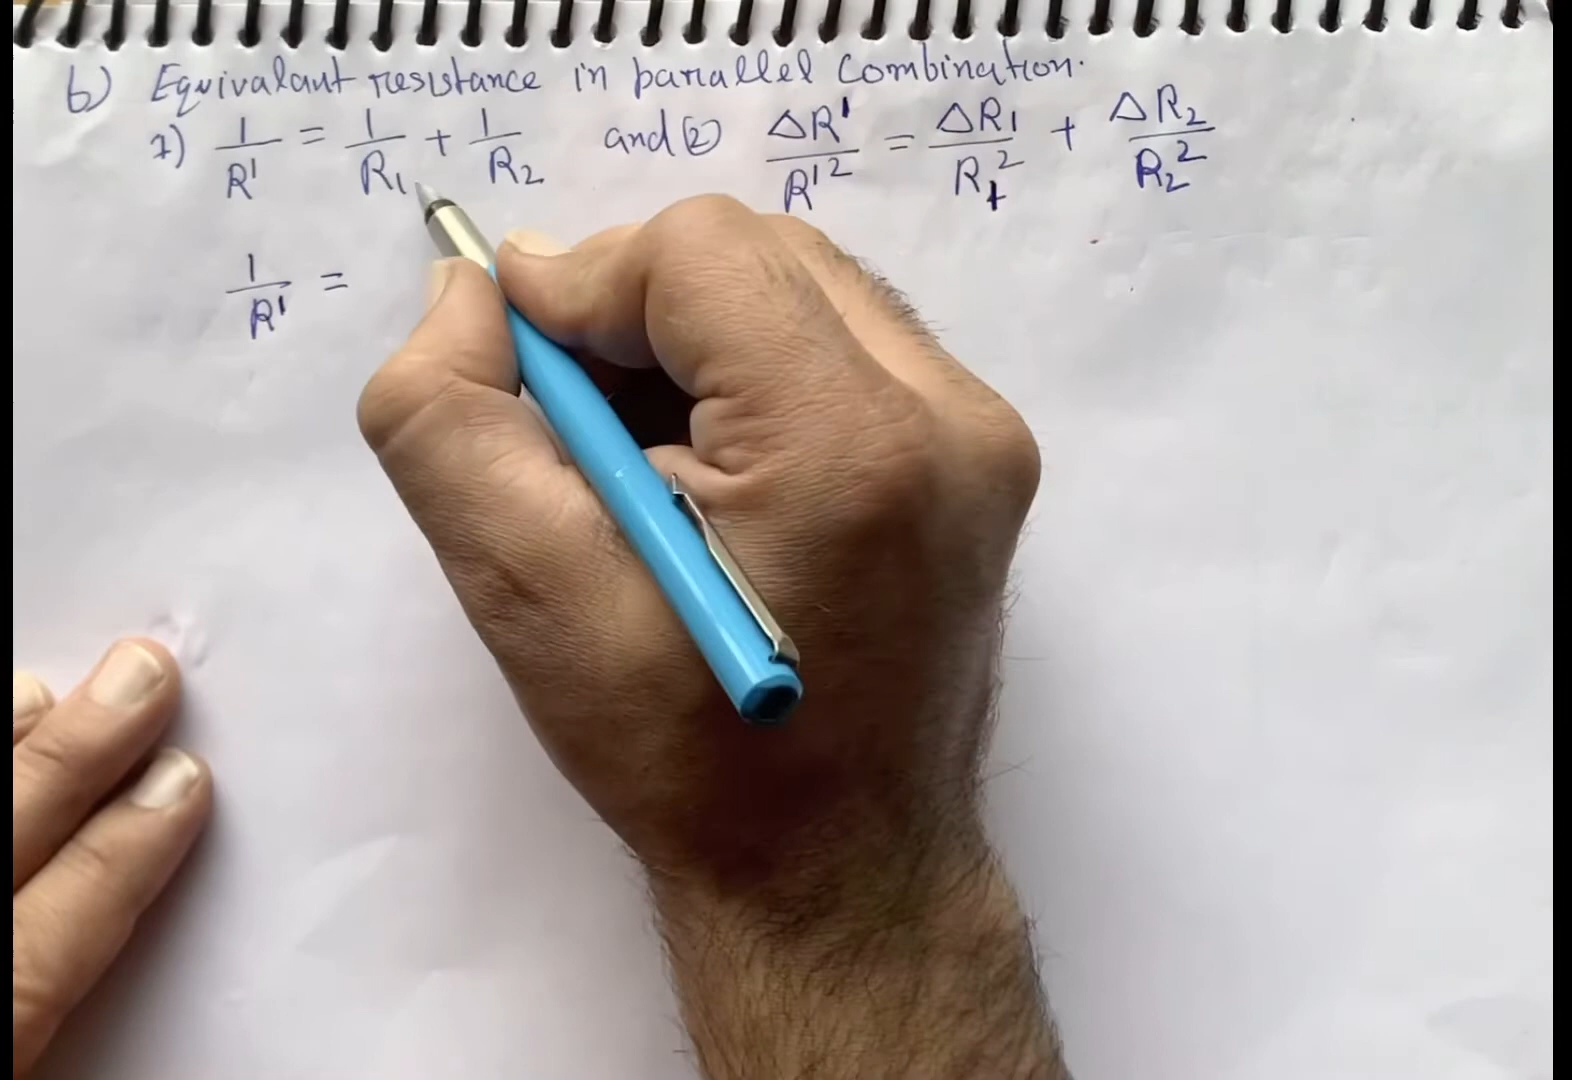 b) Equivalant resistance in parallel combination.
1) 1/R' = 1/R₁ + 1/R₂ and (2) ΔR'/R'² = ΔR₁/R₁² + ΔR₂/R₂²
1/R' =